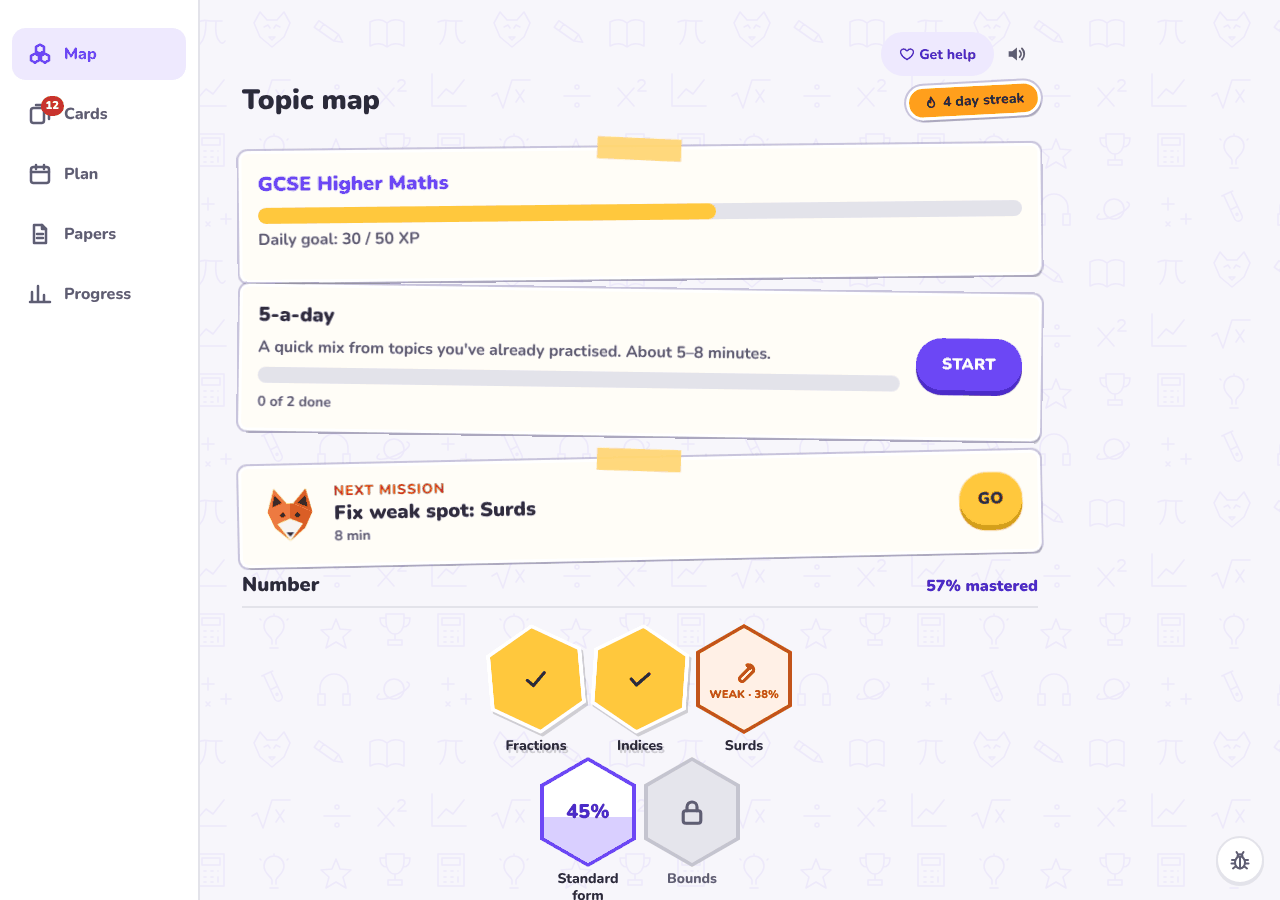 Map
12
Cards
Plan
Papers
Progress
Get help
Topic map
4 day streak
GCSE Higher Maths
Daily goal: 30 / 50 XP
5-a-day
A quick mix from topics you've already practised. About 5–8 minutes.
START
0 of 2 done
NEXT MISSION
Fix weak spot: Surds
8 min
GO
Number
57% mastered
WEAK · 38%
Fractions
Indices
Surds
45%
Standard
form
Bounds